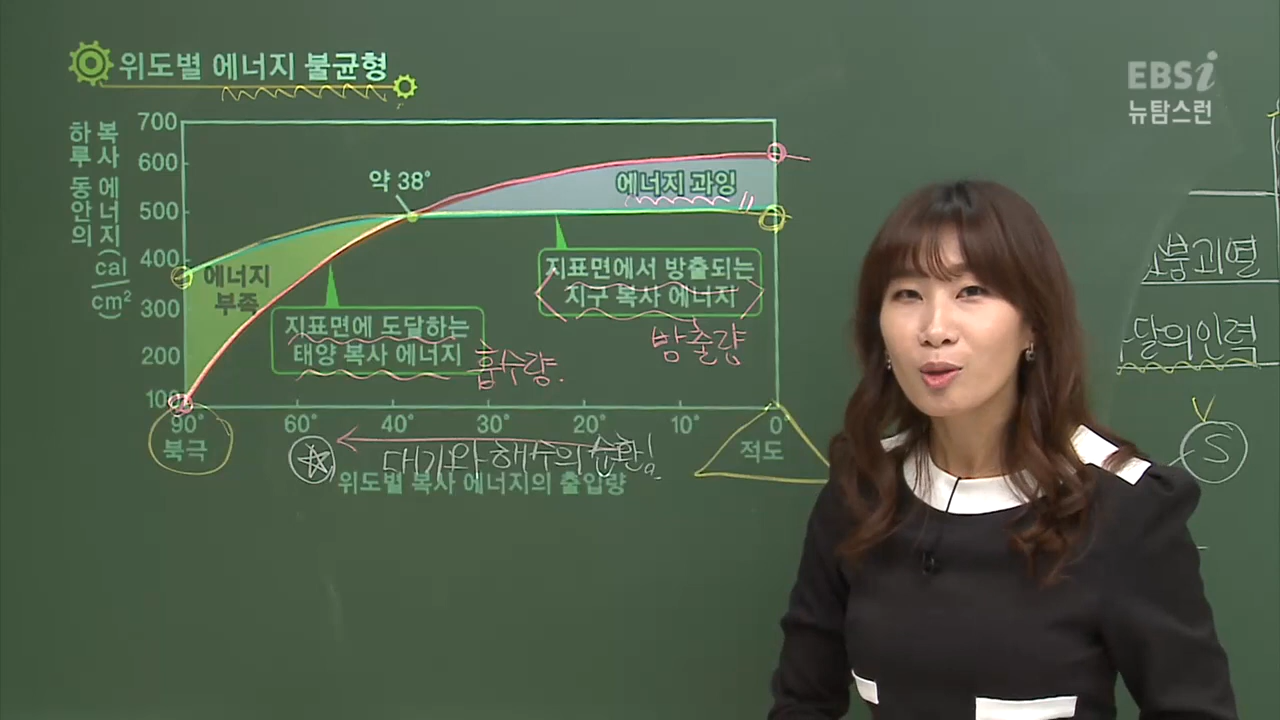 위도별 에너지 불균형
EBSi
뉴탐스런
하루 동안의
복사 에너지(cal/cm²)
700
600
500
400
300
200
100
약 38°
에너지 과잉
에너지
부족
지표면에서 방출되는
지구 복사 에너지
방출량
지표면에 도달하는
태양 복사 에너지
흡수량.
90°
60°
40°
30°
20°
10°
0°
북극
적도
대기와 해수의 순환!
위도별 복사 에너지의 출입량
붕괴열
달의인력
S